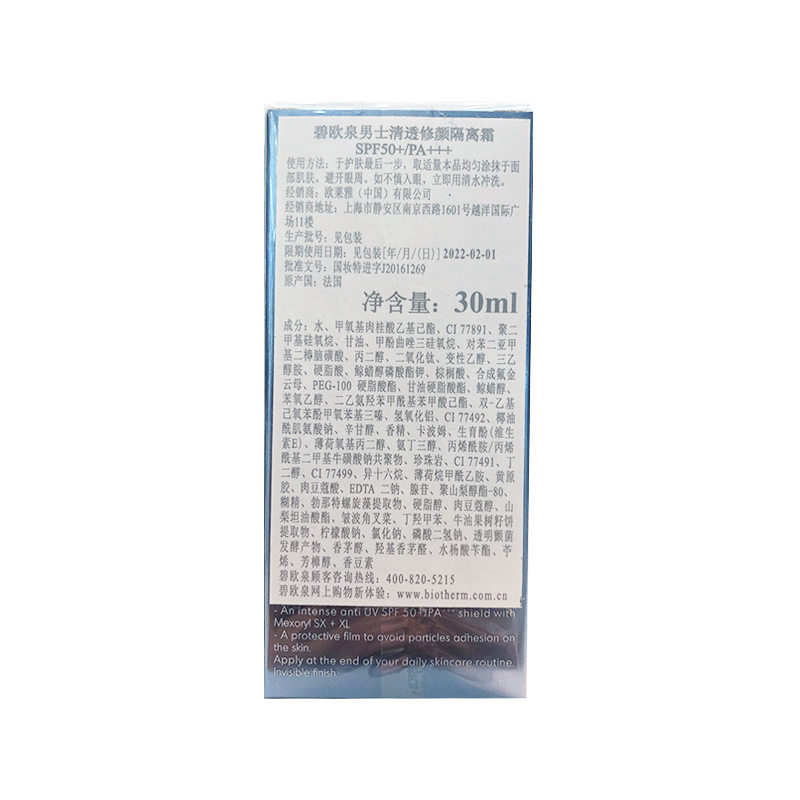 碧欧泉男士清透修颜隔离霜
SPF50+/PA+++
使用方法：于护肤最后一步，取适量本品均匀涂抹于面
部肌肤。避开眼周。如不慎入眼，立即用清水冲洗。
经销商：欧莱雅（中国）有限公司
经销商地址：上海市静安区南京西路1601号越洋国际广
场11楼
生产批号：见包装
限期使用日期：见包装[年/月/(日)] 2022-02-01
批准文号：国妆特进字J20161269
原产国：法国
净含量：30ml
成分：水、甲氧基肉桂酸乙基己酯、CI 77891、聚二
甲基硅氧烷、甘油、甲酚曲唑三硅氧烷、对苯二亚甲
基二樟脑磺酸、丙二醇、二氧化钛、变性乙醇、三乙
醇胺、硬脂酸、鲸蜡醇磷酸酯钾、棕榈酸、合成氟金
云母、PEG-100 硬脂酸酯、甘油硬脂酸酯、鲸蜡醇、
苯氧乙醇、二乙氨羟苯甲酰基苯甲酸己酯、双-乙基
己氧苯酚甲氧苯基三嗪、氢氧化铝、CI 77492、椰油
酰肌氨酸钠、辛甘醇、香精、卡波姆、生育酚(维生
素E)、薄荷氧基丙二醇、氨丁三醇、丙烯酰胺/丙烯
酰基二甲基牛磺酸钠共聚物、珍珠岩、CI 77491、丁
二醇、CI 77499、异十六烷、薄荷烷甲酰乙胺、黄原
胶、肉豆蔻酸、EDTA 二钠、腺苷、聚山梨醇酯-80、
糊精、勃那特螺旋藻提取物、硬脂醇、肉豆蔻醇、山
梨坦油酸酯、皱波角叉菜、丁羟甲苯、牛油果树籽饼
提取物、柠檬酸钠、氯化钠、磷酸二氢钠、透明颤菌
发酵产物、香茅醇、羟基香茅醛、水杨酸苄酯、苧
烯、芳樟醇、香豆素
碧欧泉顾客咨询热线：400-820-5215
碧欧泉网上购物新体验：www.biotherm.com.cn
- An intense anti UV SPF 50+/PA+++ shield with
Mexoryl SX + XL
- A protective film to avoid particles adhesion on
the skin.
Apply at the end of your daily skincare routine.
Invisible finish.